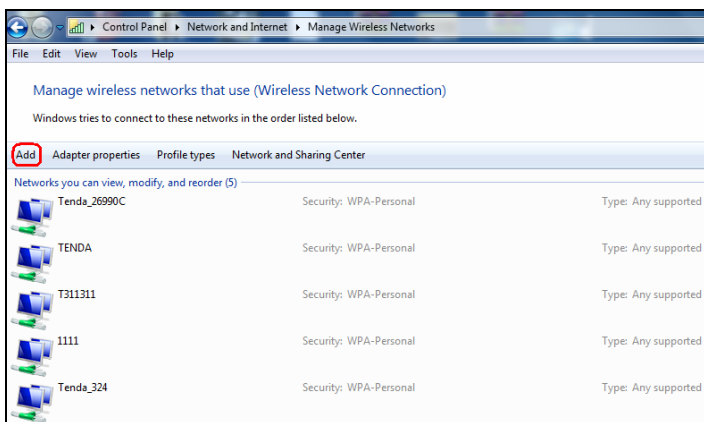 Control Panel ▸ Network and Internet ▸ Manage Wireless Networks
File Edit View Tools Help
Manage wireless networks that use (Wireless Network Connection)
Windows tries to connect to these networks in the order listed below.
Add Adapter properties Profile types Network and Sharing Center
Networks you can view, modify, and reorder (5)
Tenda_26990C Security: WPA-Personal Type: Any supported
TENDA Security: WPA-Personal Type: Any supported
T311311 Security: WPA-Personal Type: Any supported
1111 Security: WPA-Personal Type: Any supported
Tenda_324 Security: WPA-Personal Type: Any supported